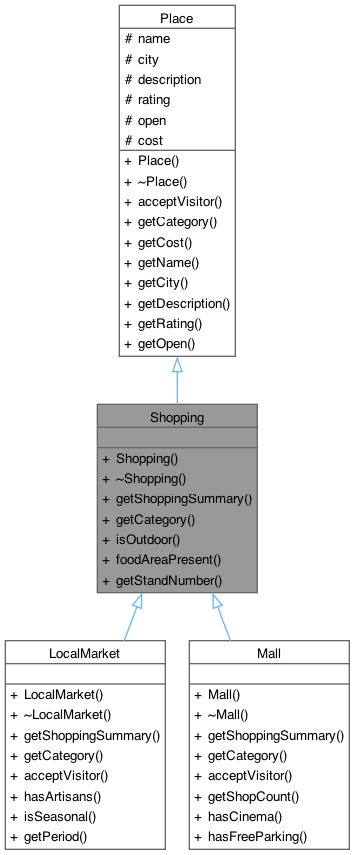 Place
# name
# city
# description
# rating
# open
# cost
+ Place()
+ ~Place()
+ acceptVisitor()
+ getCategory()
+ getCost()
+ getName()
+ getCity()
+ getDescription()
+ getRating()
+ getOpen()
Shopping
+ Shopping()
+ ~Shopping()
+ getShoppingSummary()
+ getCategory()
+ isOutdoor()
+ foodAreaPresent()
+ getStandNumber()
LocalMarket
+ LocalMarket()
+ ~LocalMarket()
+ getShoppingSummary()
+ getCategory()
+ acceptVisitor()
+ hasArtisans()
+ isSeasonal()
+ getPeriod()
Mall
+ Mall()
+ ~Mall()
+ getShoppingSummary()
+ getCategory()
+ acceptVisitor()
+ getShopCount()
+ hasCinema()
+ hasFreeParking()